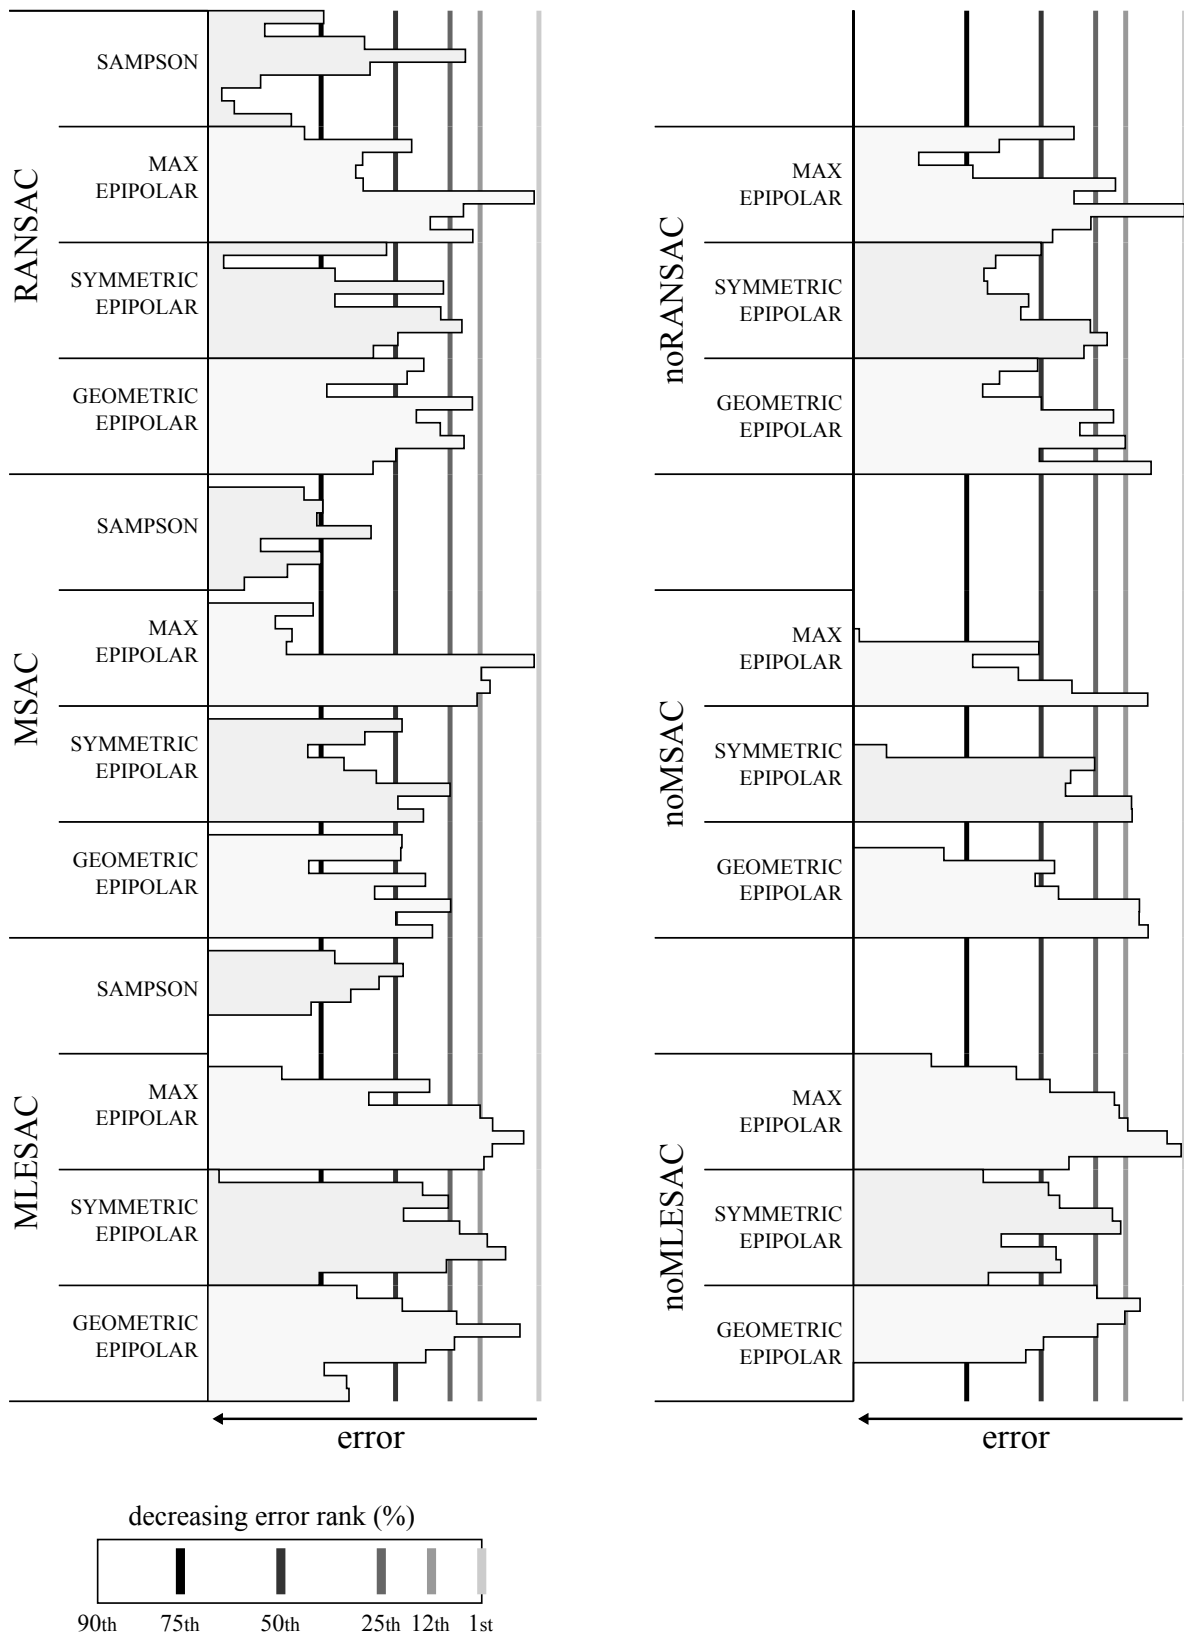 RANSAC
SAMPSON
MAX
EPIPOLAR
SYMMETRIC
EPIPOLAR
GEOMETRIC
EPIPOLAR
MSAC
SAMPSON
MAX
EPIPOLAR
SYMMETRIC
EPIPOLAR
GEOMETRIC
EPIPOLAR
MLESAC
SAMPSON
MAX
EPIPOLAR
SYMMETRIC
EPIPOLAR
GEOMETRIC
EPIPOLAR
error
noRANSAC
MAX
EPIPOLAR
SYMMETRIC
EPIPOLAR
GEOMETRIC
EPIPOLAR
noMSAC
MAX
EPIPOLAR
SYMMETRIC
EPIPOLAR
GEOMETRIC
EPIPOLAR
noMLESAC
MAX
EPIPOLAR
SYMMETRIC
EPIPOLAR
GEOMETRIC
EPIPOLAR
error
decreasing error rank (%)
90th 75th 50th 25th 12th 1st